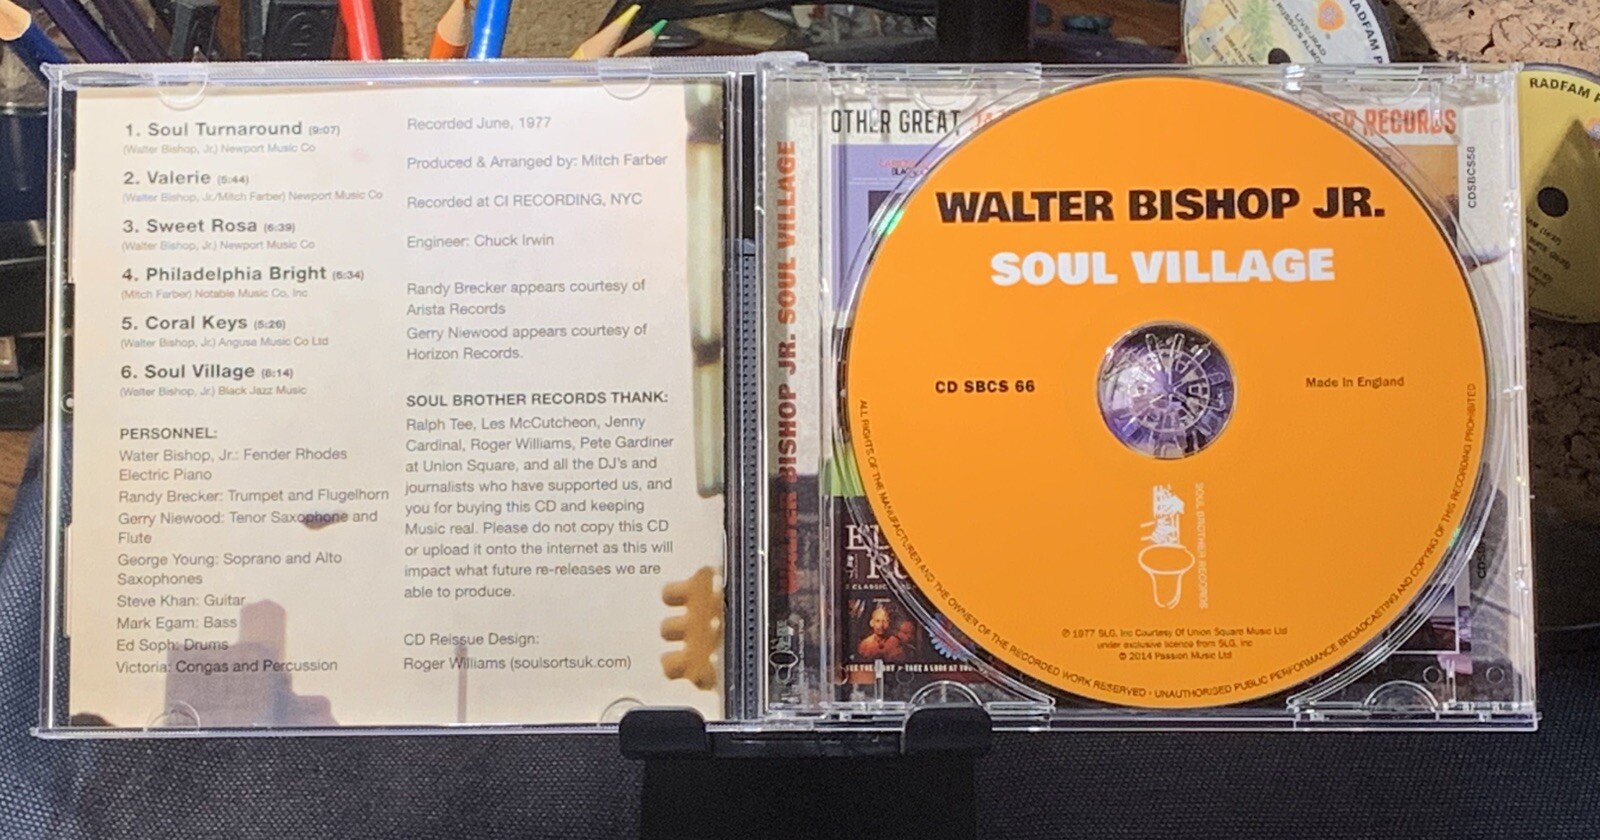 1. Soul Turnaround (9:07)
(Walter Bishop, Jr.) Newport Music Co
2. Valerie (5:44)
(Walter Bishop, Jr./Mitch Farber) Newport Music Co
3. Sweet Rosa (6:39)
(Walter Bishop, Jr.) Newport Music Co
4. Philadelphia Bright (6:34)
(Mitch Farber) Notable Music Co, Inc
5. Coral Keys (5:26)
(Walter Bishop, Jr.) Angusa Music Co Ltd
6. Soul Village (8:14)
(Walter Bishop, Jr.) Black Jazz Music
PERSONNEL:
Water Bishop, Jr.: Fender Rhodes
Electric Piano
Randy Brecker: Trumpet and Flugelhorn
Gerry Niewood: Tenor Saxophone and
Flute
George Young: Soprano and Alto
Saxophones
Steve Khan: Guitar
Mark Egam: Bass
Ed Soph: Drums
Victoria: Congas and Percussion
Recorded June, 1977
Produced & Arranged by: Mitch Farber
Recorded at CI RECORDING, NYC
Engineer: Chuck Irwin
Randy Brecker appears courtesy of
Arista Records
Gerry Niewood appears courtesy of
Horizon Records.
SOUL BROTHER RECORDS THANK:
Ralph Tee, Les McCutcheon, Jenny
Cardinal, Roger Williams, Pete Gardiner
at Union Square, and all the DJ's and
journalists who have supported us, and
you for buying this CD and keeping
Music real. Please do not copy this CD
or upload it onto the internet as this will
impact what future re-releases we are
able to produce.
CD Reissue Design:
Roger Williams (soulsortsuk.com)
WALTER BISHOP JR. SOUL VILLAGE
OTHER GREAT
RECORDS
CDSBCS58
WALTER BISHOP JR.
SOUL VILLAGE
CD SBCS 66
Made In England
SOUL BROTHER RECORDS
℗ 1977 SLG, Inc Courtesy Of Union Square Music Ltd
under exclusive licence from SLG, Inc
© 2014 Passion Music Ltd
ALL RIGHTS OF THE MANUFACTURER AND THE OWNER OF THE RECORDED WORK RESERVED · UNAUTHORISED PUBLIC PERFORMANCE BROADCASTING AND COPYING OF THIS RECORDING PROHIBITED
RADFAM
RADFAM